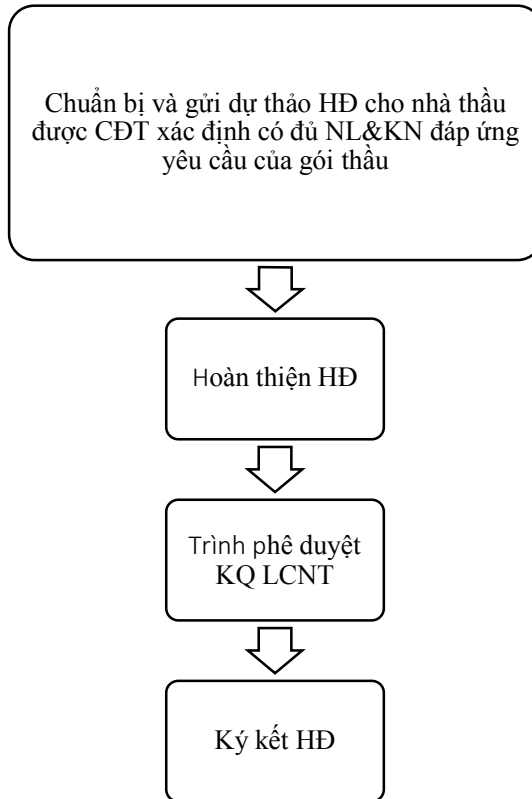 Chuẩn bị và gửi dự thảo HĐ cho nhà thầu
được CĐT xác định có đủ NL&KN đáp ứng
yêu cầu của gói thầu
Hoàn thiện HĐ
Trình phê duyệt
KQ LCNT
Ký kết HĐ